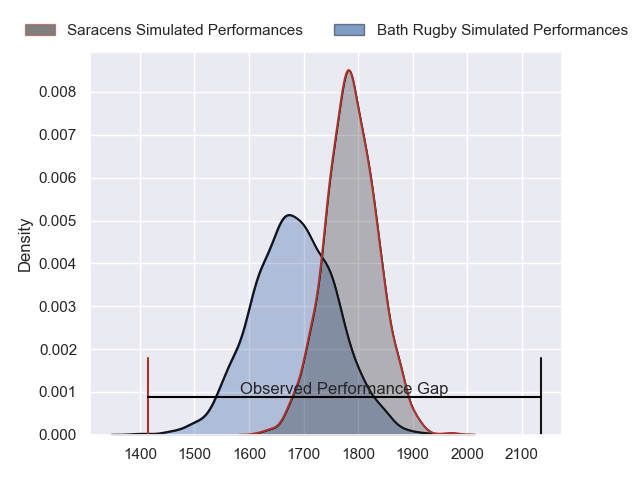 Saracens Simulated Performances Bath Rugby Simulated Performances
0.008
0.007
0.006
0.005
0.004
0.003
0.002
0.001
0.000
Density
Observed Performance Gap
1400 1500 1600 1700 1800 1900 2000 2100